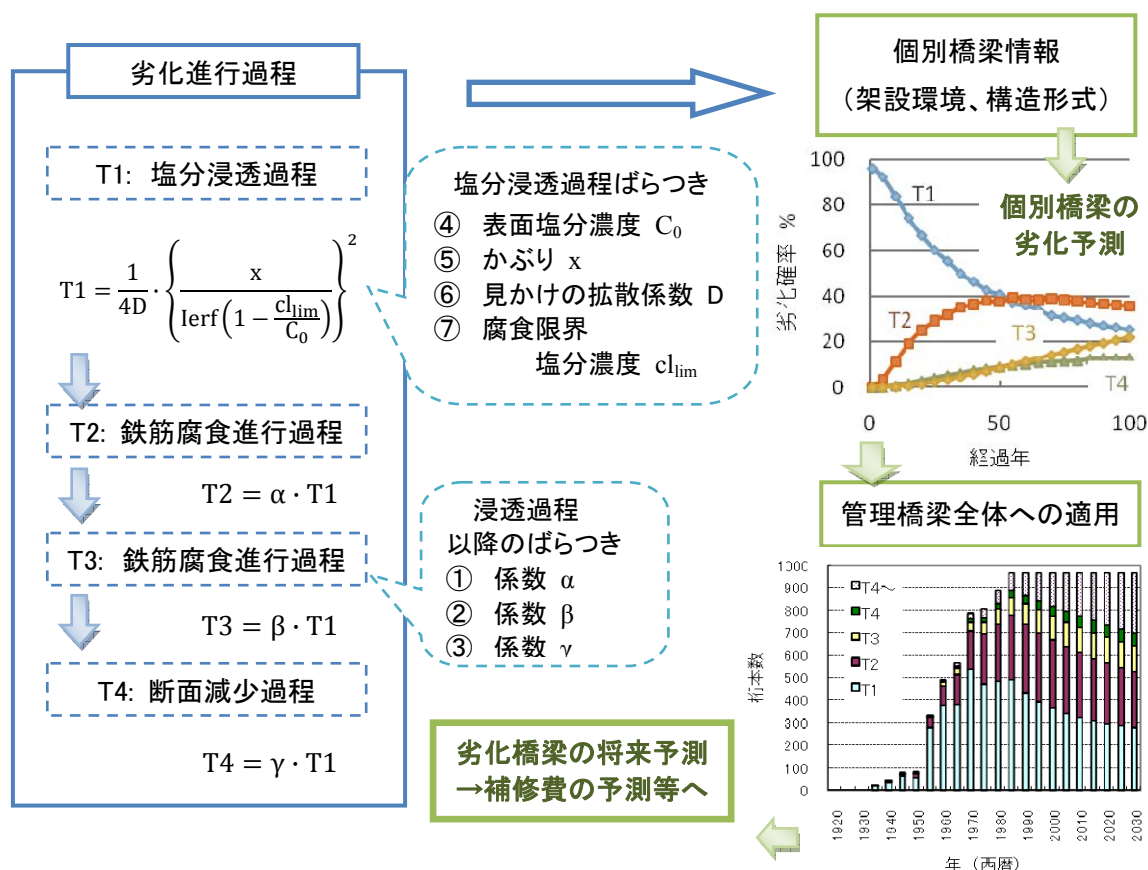 劣化進行過程
T1: 塩分浸透過程
T1 = 1/4D · { x / Ierf(1 − cl_lim/C₀) }²
T2: 鉄筋腐食進行過程
T2 = α · T1
T3: 鉄筋腐食進行過程
T3 = β · T1
T4: 断面減少過程
T4 = γ · T1
塩分浸透過程ばらつき
④ 表面塩分濃度 C₀
⑤ かぶり x
⑥ 見かけの拡散係数 D
⑦ 腐食限界
塩分濃度 cl_lim
浸透過程
以降のばらつき
① 係数 α
② 係数 β
③ 係数 γ
個別橋梁情報
（架設環境、構造形式）
個別橋梁の
劣化予測
劣化確率 %
100
80
60
40
20
0
T1
T2
T3
T4
0 50 100
経過年
管理橋梁全体への適用
桁本数
1000
900
800
700
600
500
400
300
200
100
0
T4～
T4
T3
T2
T1
1920 1930 1940 1950 1960 1970 1980 1990 2000 2010 2020 2030
年（西暦）
劣化橋梁の将来予測
→補修費の予測等へ